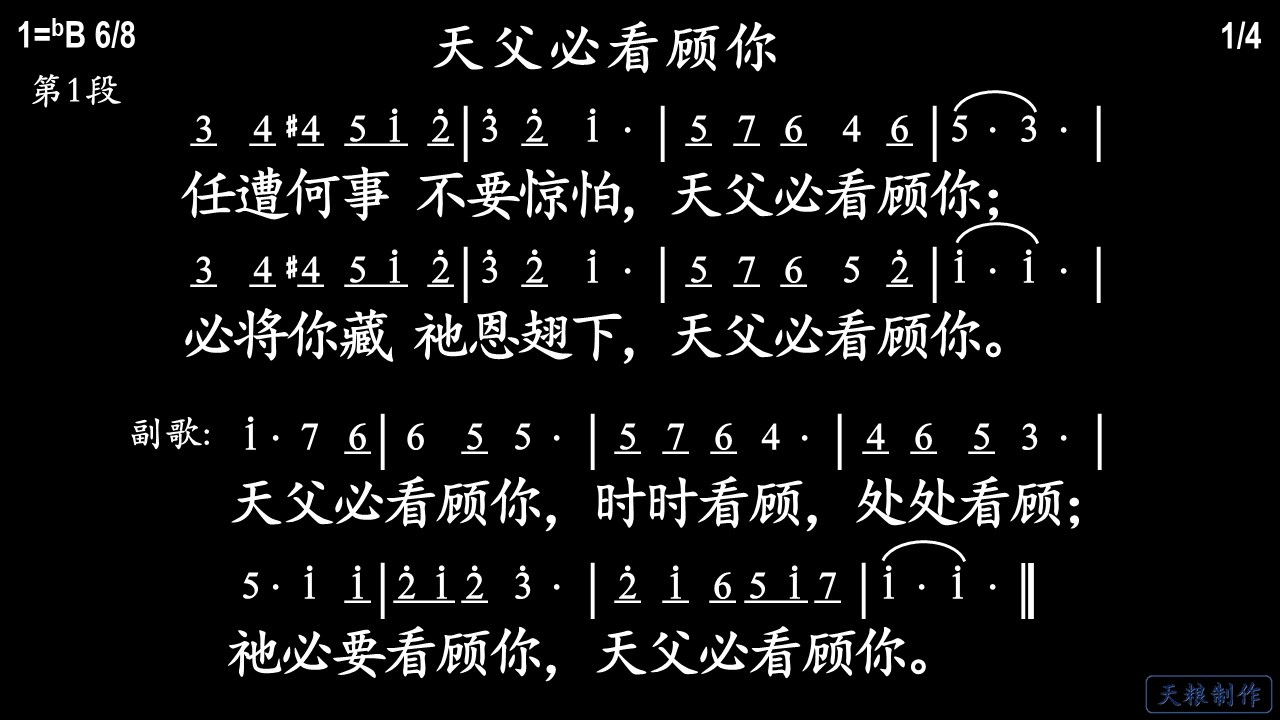 1=ᵇB 6/8 天父必看顾你 1/4
第1段
3 4 #4 5 i 2̇ | 3̇ 2̇ i · | 5 7 6 4 6 | 5 · 3 · |
任遭何事 不要惊怕，天父必看顾你；
3 4 #4 5 i 2̇ | 3̇ 2̇ i · | 5 7 6 5 2̇ | i · i · |
必将你藏 祂恩翅下，天父必看顾你。
副歌: i · 7 6 | 6 5 5 · | 5 7 6 4 · | 4 6 5 3 · |
天父必看顾你，时时看顾，处处看顾；
5 · i i | 2̇ i 2̇ 3̇ · | 2̇ i 6 5 i 7 | i · i · ‖
祂必要看顾你，天父必看顾你。
天粮制作